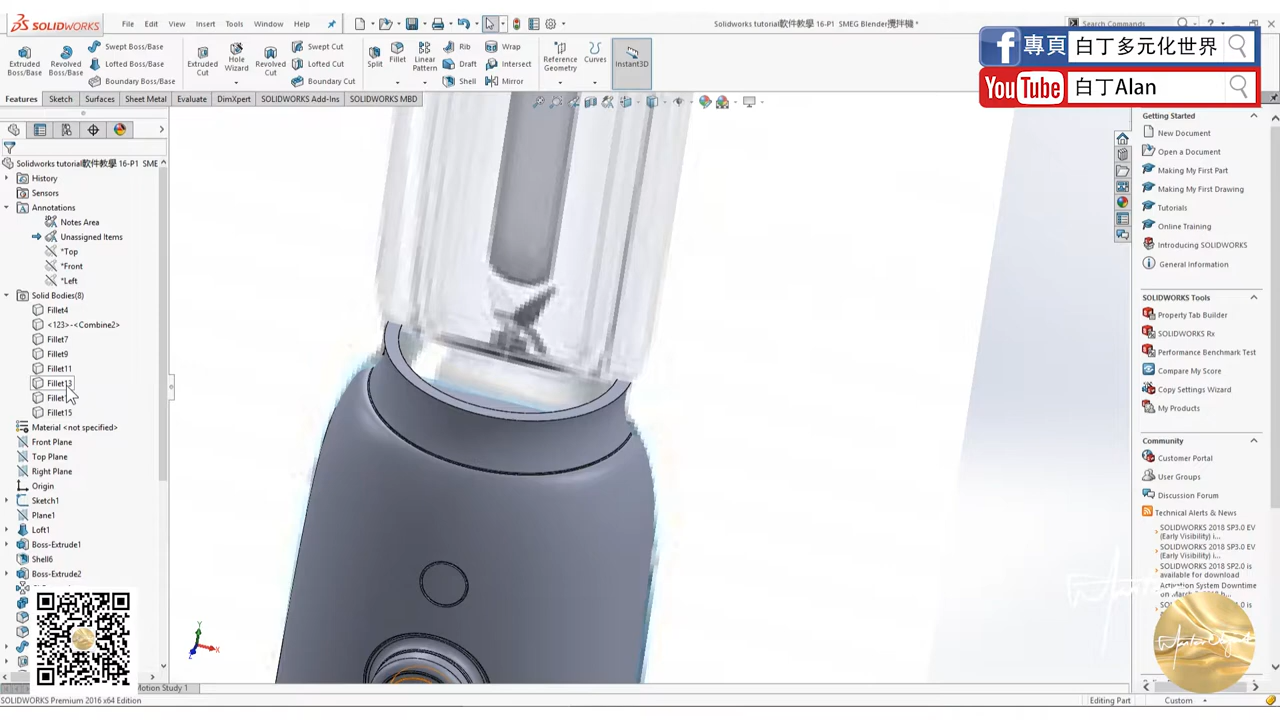 SOLIDWORKS
File Edit View Insert Tools Window Help
Solidworks tutorial軟件教學 16-P1 SMEG Blender攪拌機 *
Search Commands
專頁 白丁多元化世界
YouTube 白丁Alan
Extruded Boss/Base
Revolved Boss/Base
Swept Boss/Base
Lofted Boss/Base
Boundary Boss/Base
Extruded Cut
Hole Wizard
Revolved Cut
Swept Cut
Lofted Cut
Boundary Cut
Split
Fillet
Linear Pattern
Rib
Draft
Shell
Wrap
Intersect
Mirror
Reference Geometry
Curves
Instant3D
Features Sketch Surfaces Sheet Metal Evaluate DimXpert SOLIDWORKS Add-Ins SOLIDWORKS MBD
Solidworks tutorial軟件教學 16-P1 SME
History
Sensors
Annotations
Notes Area
Unassigned Items
*Top
*Front
*Left
Solid Bodies(8)
Fillet4
<123>-<Combine2>
Fillet7
Fillet9
Fillet11
Fillet13
Fillet15
Material <not specified>
Front Plane
Top Plane
Right Plane
Origin
Sketch1
Plane1
Loft1
Boss-Extrude1
Shell6
Boss-Extrude2
Motion Study 1
SOLIDWORKS Premium 2016 x64 Edition
Editing Part
Custom
Y
X
Z
Getting Started
New Document
Open a Document
Making My First Part
Making My First Drawing
Tutorials
Online Training
Introducing SOLIDWORKS
General Information
SOLIDWORKS Tools
Property Tab Builder
SOLIDWORKS Rx
Performance Benchmark Test
Compare My Score
Copy Settings Wizard
My Products
Community
Customer Portal
User Groups
Discussion Forum
Technical Alerts & News
SOLIDWORKS 2018 SP3.0 EV
(Early Visibility) i...
SOLIDWORKS 2018 SP3.0 EV
(Early Visibility) i...
SOLIDWORKS 2018 SP2.0 is
available for download
Activation System Downtime